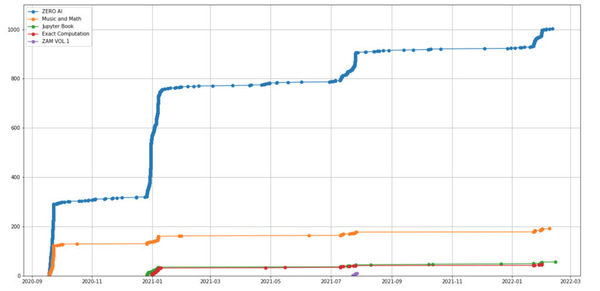 ZERO AI
Music and Math
Jupyter Book
Exact Computation
ZAM VOL.1
1000
800
600
400
200
0
2020-09 2020-11 2021-01 2021-03 2021-05 2021-07 2021-09 2021-11 2022-01 2022-03